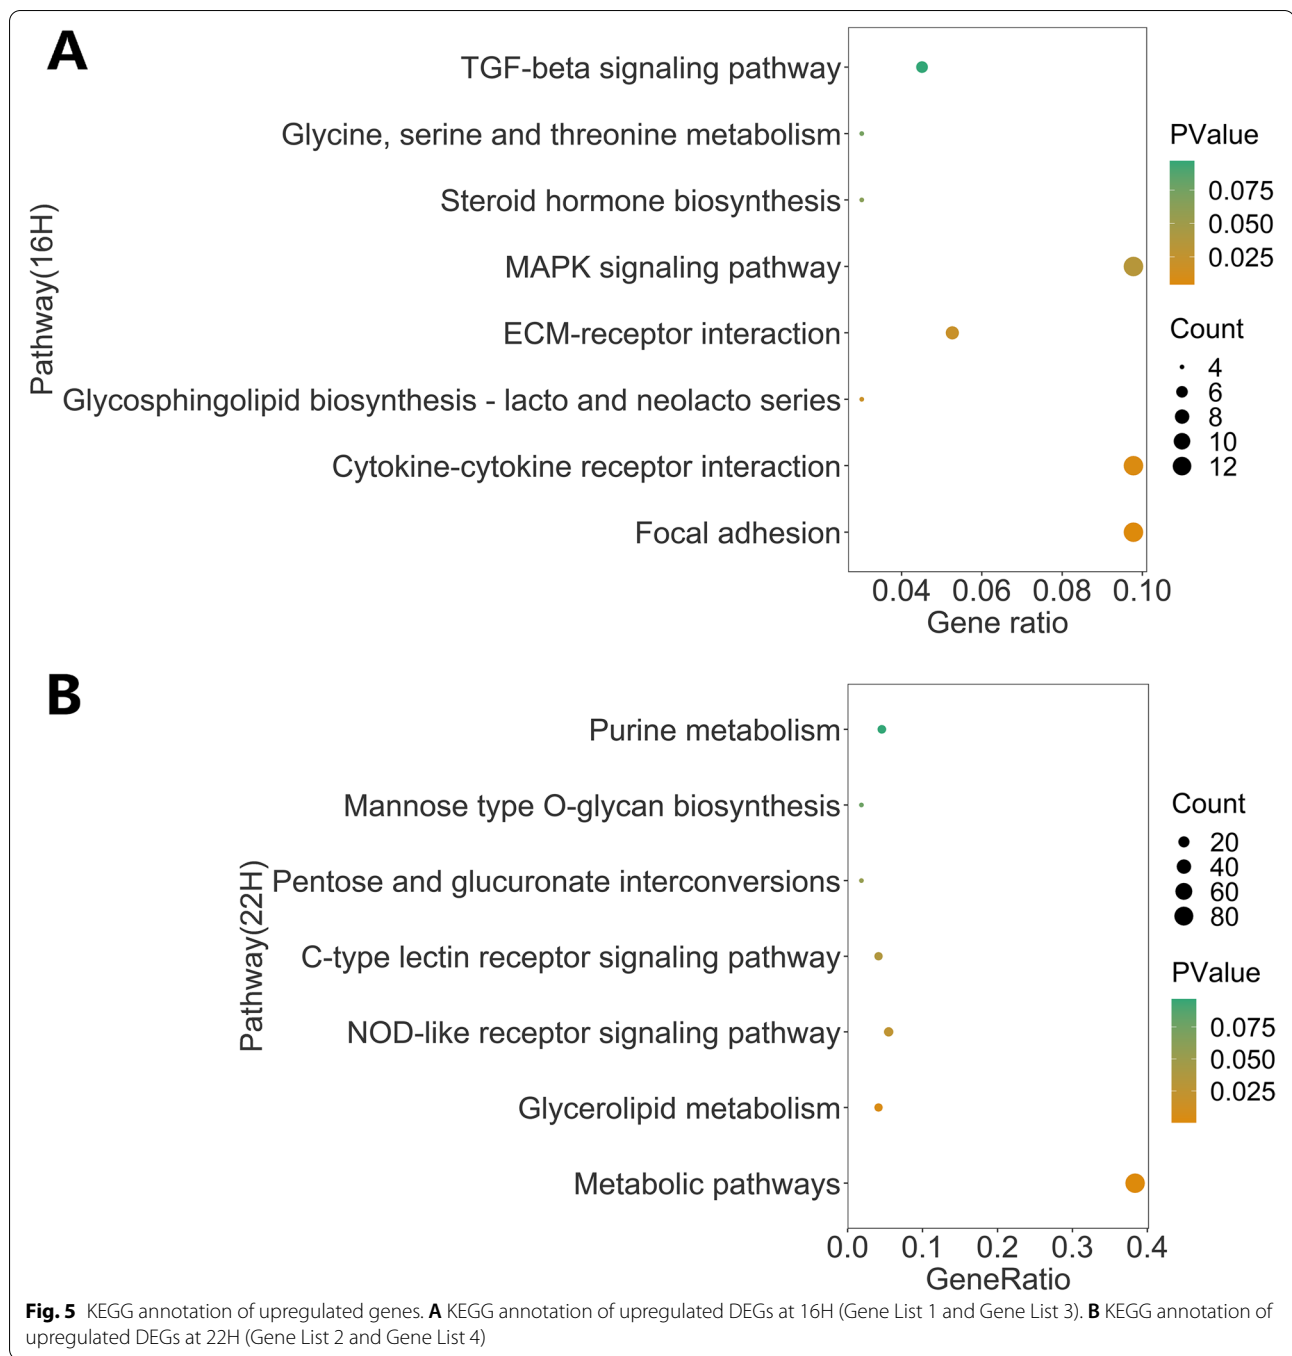 A
TGF-beta signaling pathway
Glycine, serine and threonine metabolism
Steroid hormone biosynthesis
MAPK signaling pathway
ECM-receptor interaction
Glycosphingolipid biosynthesis - lacto and neolacto series
Cytokine-cytokine receptor interaction
Focal adhesion
Pathway(16H)
0.04 0.06 0.08 0.10
Gene ratio
PValue
0.075
0.050
0.025
Count
4
6
8
10
12
B
Purine metabolism
Mannose type O-glycan biosynthesis
Pentose and glucuronate interconversions
C-type lectin receptor signaling pathway
NOD-like receptor signaling pathway
Glycerolipid metabolism
Metabolic pathways
Pathway(22H)
0.0 0.1 0.2 0.3 0.4
GeneRatio
Count
20
40
60
80
PValue
0.075
0.050
0.025
Fig. 5 KEGG annotation of upregulated genes. A KEGG annotation of upregulated DEGs at 16H (Gene List 1 and Gene List 3). B KEGG annotation of
upregulated DEGs at 22H (Gene List 2 and Gene List 4)